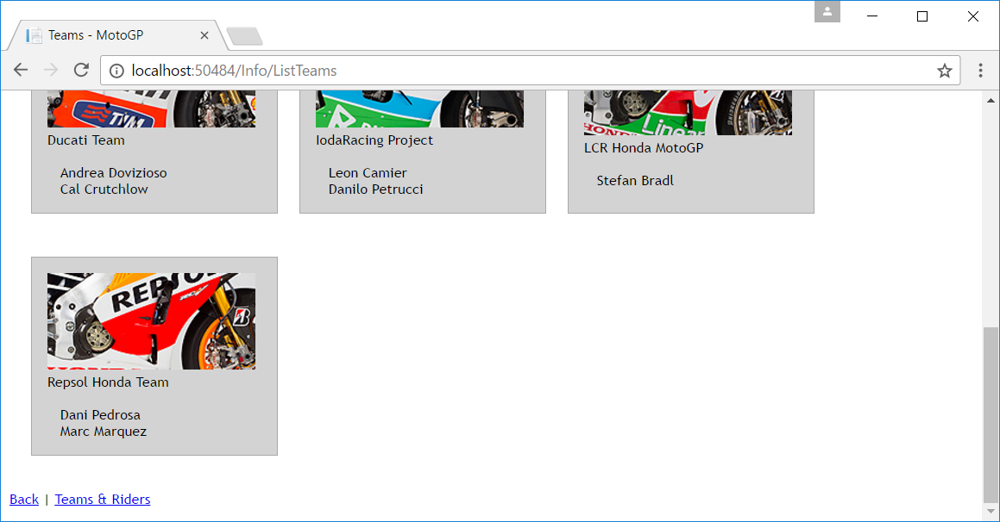 Teams - MotoGP
localhost:50484/Info/ListTeams
TIM
Ducati Team
Andrea Dovizioso
Cal Crutchlow
IodaRacing Project
Leon Camier
Danilo Petrucci
HONDA
LCR Honda MotoGP
Stefan Bradl
REPSOL
Repsol Honda Team
Dani Pedrosa
Marc Marquez
Back | Teams & Riders